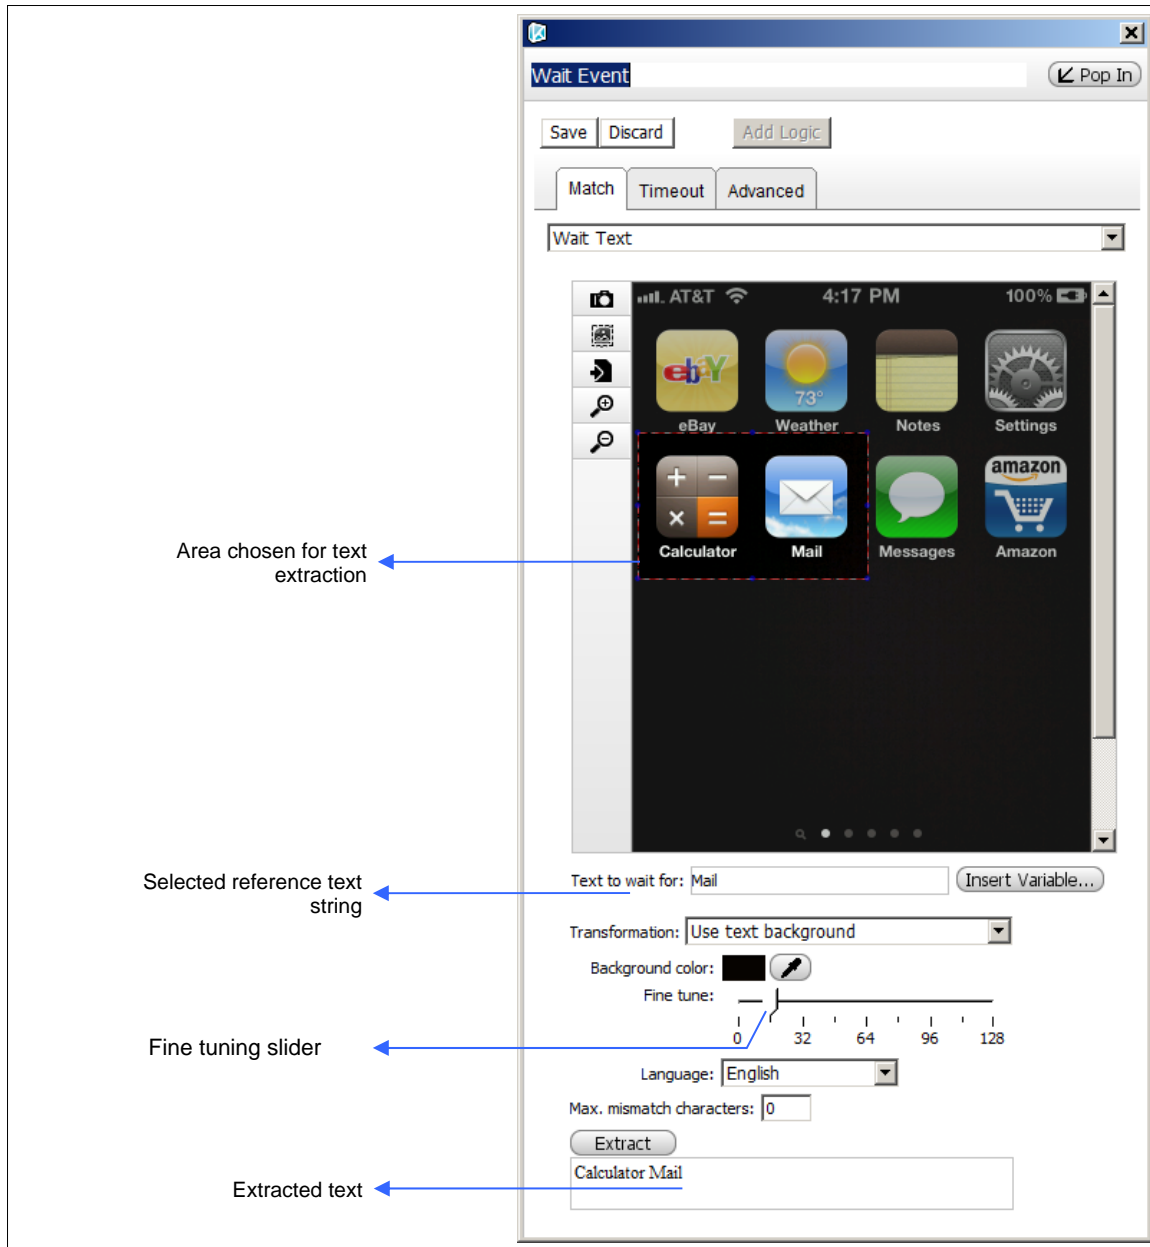 Wait Event
Pop In
Save Discard Add Logic
Match Timeout Advanced
Wait Text
AT&T 4:17 PM 100%
ebY
73°
eBay Weather Notes Settings
amazon
Calculator Mail Messages Amazon
Area chosen for text
extraction
Selected reference text
string
Text to wait for: Mail Insert Variable...
Transformation: Use text background
Background color:
Fine tune:
0 32 64 96 128
Fine tuning slider
Language: English
Max. mismatch characters: 0
Extract
Calculator Mail
Extracted text